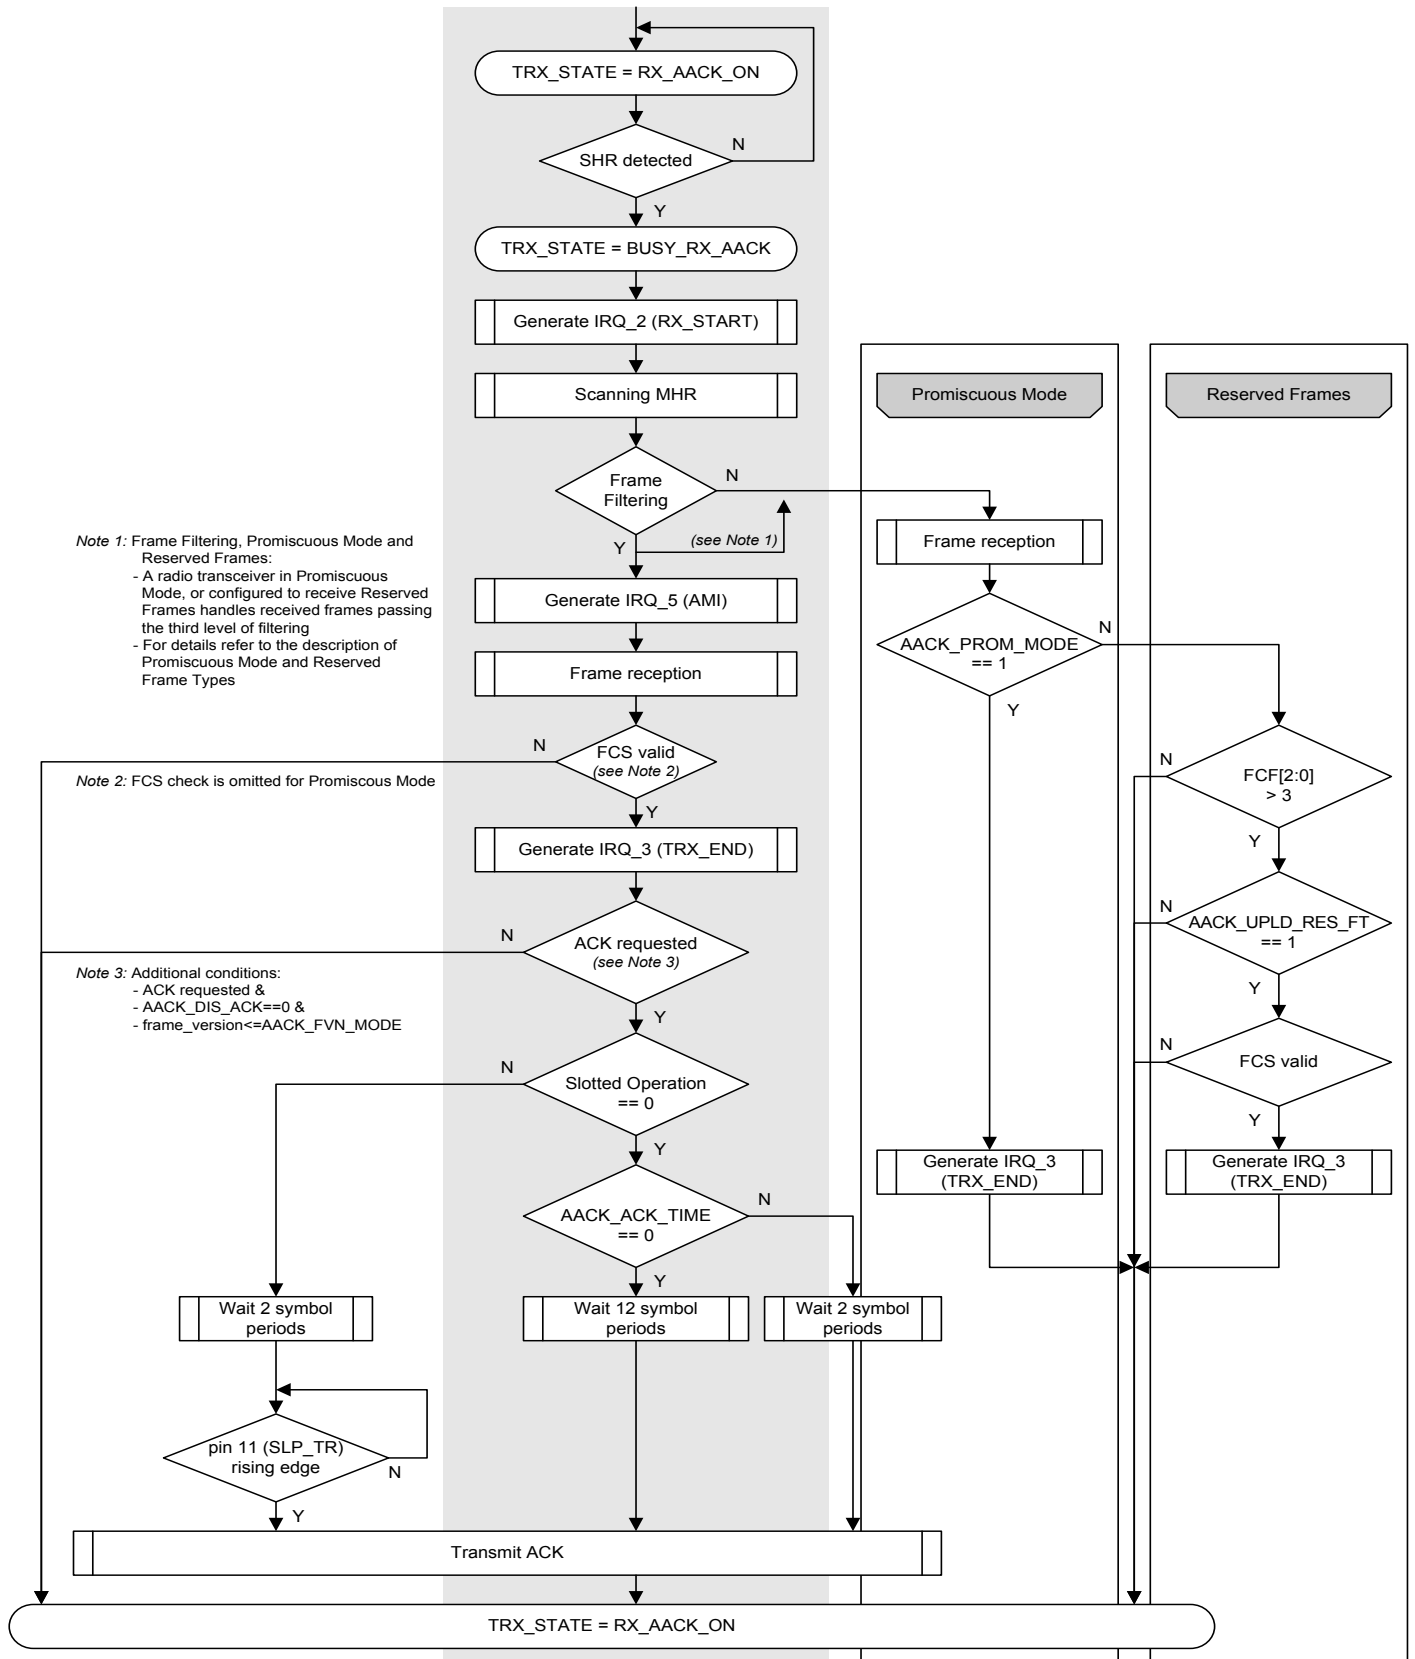 TRX_STATE = RX_AACK_ON
SHR detected
N
Y
TRX_STATE = BUSY_RX_AACK
Generate IRQ_2 (RX_START)
Scanning MHR
Promiscuous Mode
Reserved Frames
Frame
Filtering
N
(see Note 1)
Y
Frame reception
Note 1: Frame Filtering, Promiscuous Mode and
Reserved Frames:
- A radio transceiver in Promiscuous
Mode, or configured to receive Reserved
Frames handles received frames passing
the third level of filtering
- For details refer to the description of
Promiscuous Mode and Reserved
Frame Types
Generate IRQ_5 (AMI)
AACK_PROM_MODE
== 1
N
Y
Frame reception
N
FCS valid
(see Note 2)
Y
Note 2: FCS check is omitted for Promiscous Mode
N
FCF[2:0]
> 3
Y
Generate IRQ_3 (TRX_END)
N
ACK requested
(see Note 3)
Y
N
AACK_UPLD_RES_FT
== 1
Y
Note 3: Additional conditions:
- ACK requested &
- AACK_DIS_ACK==0 &
- frame_version<=AACK_FVN_MODE
N
Slotted Operation
== 0
Y
N
FCS valid
Y
Generate IRQ_3
(TRX_END)
Generate IRQ_3
(TRX_END)
AACK_ACK_TIME
== 0
N
Y
Wait 2 symbol
periods
Wait 12 symbol
periods
Wait 2 symbol
periods
pin 11 (SLP_TR)
rising edge
N
Y
Transmit ACK
TRX_STATE = RX_AACK_ON